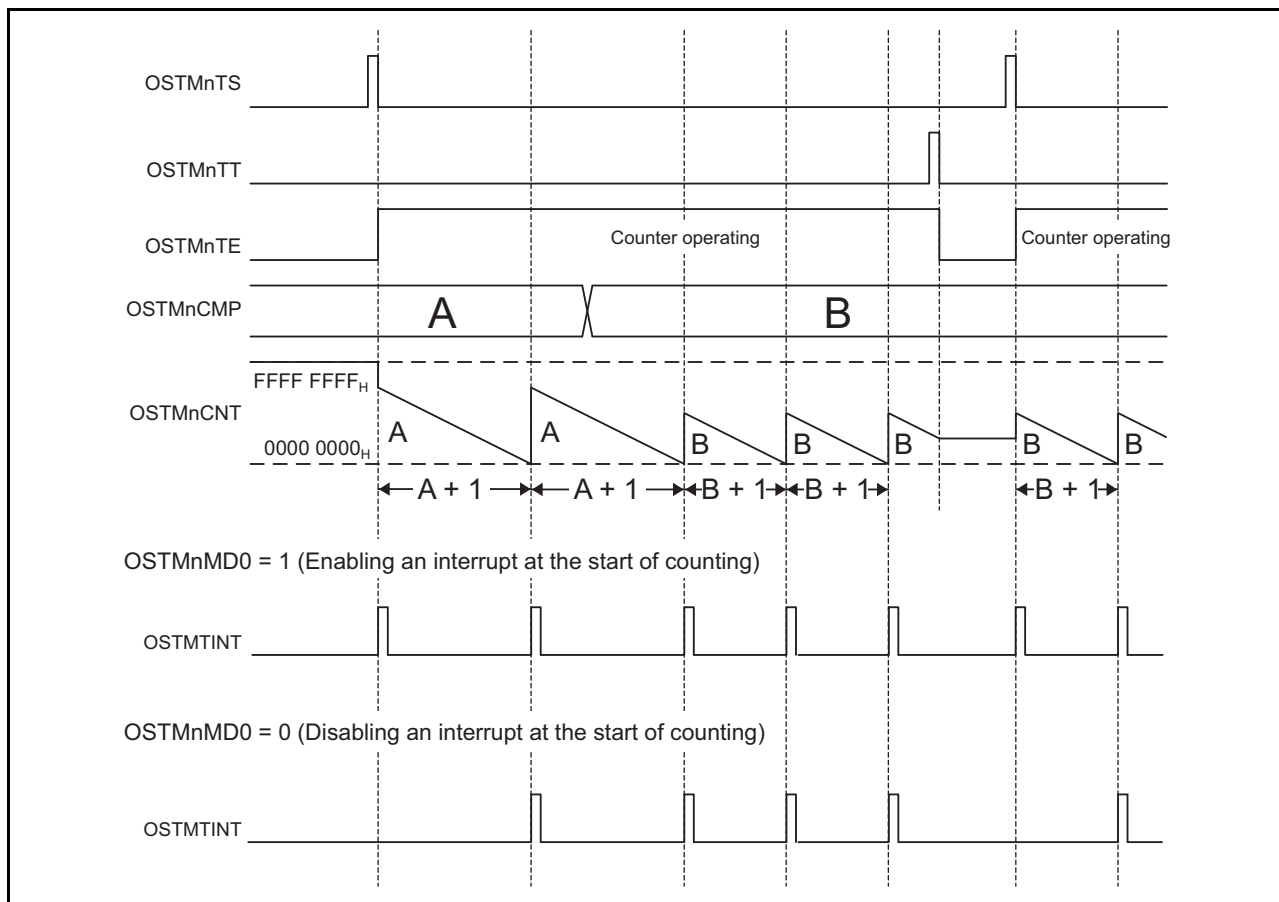 OSTMnTS
OSTMnTT
OSTMnTE
Counter operating
Counter operating
OSTMnCMP
A
B
FFFF FFFFH
OSTMnCNT
A
A
B
B
B
B
B
0000 0000H
A + 1
A + 1
B + 1
B + 1
B + 1
OSTMnMD0 = 1 (Enabling an interrupt at the start of counting)
OSTMTINT
OSTMnMD0 = 0 (Disabling an interrupt at the start of counting)
OSTMTINT